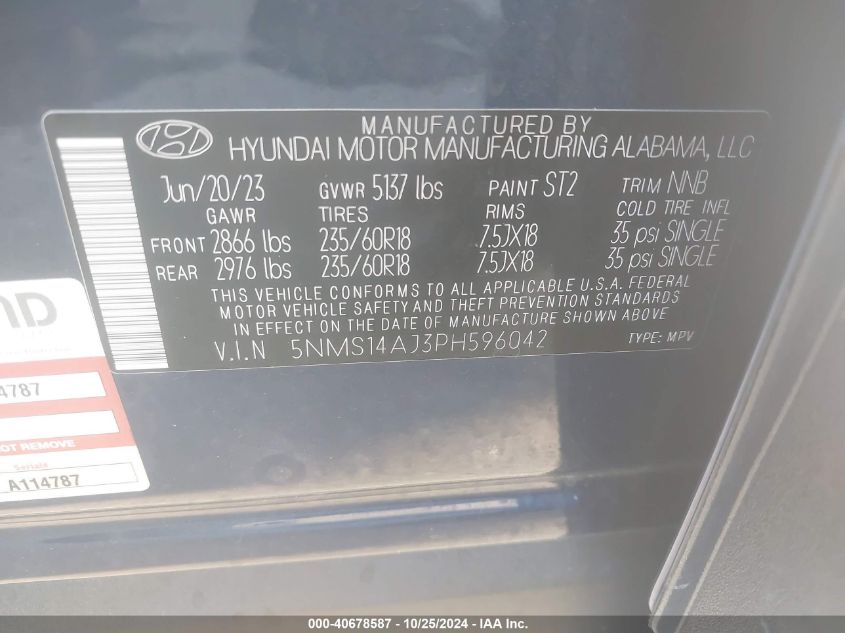 MANUFACTURED BY
HYUNDAI MOTOR MANUFACTURING ALABAMA, LLC
Jun/20/23 GVWR 5137 lbs PAINT ST2 TRIM NNB
GAWR TIRES RIMS COLD TIRE INFL
FRONT 2866 lbs 235/60R18 7.5JX18 35 psi SINGLE
REAR 2976 lbs 235/60R18 7.5JX18 35 psi SINGLE
THIS VEHICLE CONFORMS TO ALL APPLICABLE U.S.A. FEDERAL
MOTOR VEHICLE SAFETY AND THEFT PREVENTION STANDARDS
IN EFFECT ON THE DATE OF MANUFACTURE SHOWN ABOVE
V.I.N 5NMS14AJ3PH596042 TYPE: MPV
4787
OT REMOVE
Serial#
A114787
000-40678587 - 10/25/2024 - IAA Inc.